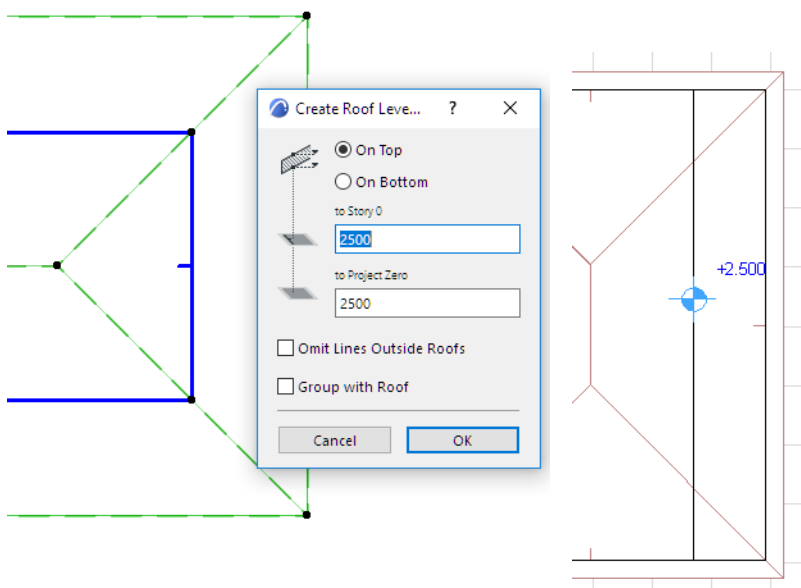 Create Roof Leve... ?
On Top
On Bottom
to Story 0
2500
to Project Zero
2500
Omit Lines Outside Roofs
Group with Roof
Cancel
OK
+2.500